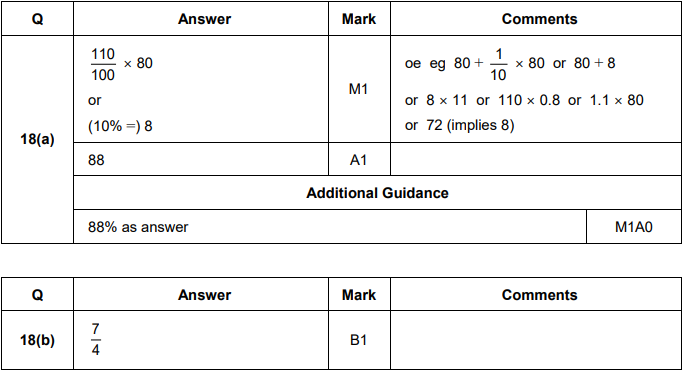 Q Answer Mark Comments
18(a)
110/100 × 80
or
(10% =) 8
M1
oe eg 80 + 1/10 × 80 or 80 + 8
or 8 × 11 or 110 × 0.8 or 1.1 × 80
or 72 (implies 8)
88 A1
Additional Guidance
88% as answer M1A0
Q Answer Mark Comments
18(b) 7/4 B1